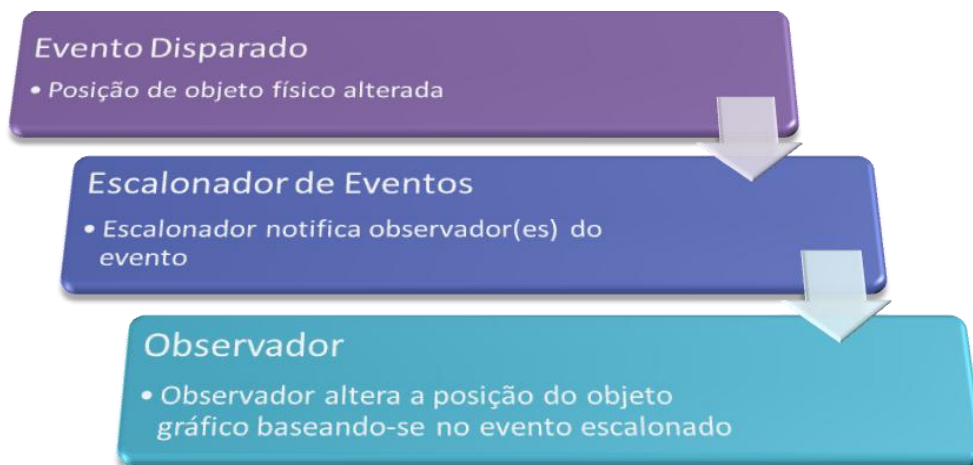 Evento Disparado
• Posição de objeto físico alterada
Escalonador de Eventos
• Escalonador notifica observador(es) do
evento
Observador
• Observador altera a posição do objeto
gráfico baseando-se no evento escalonado